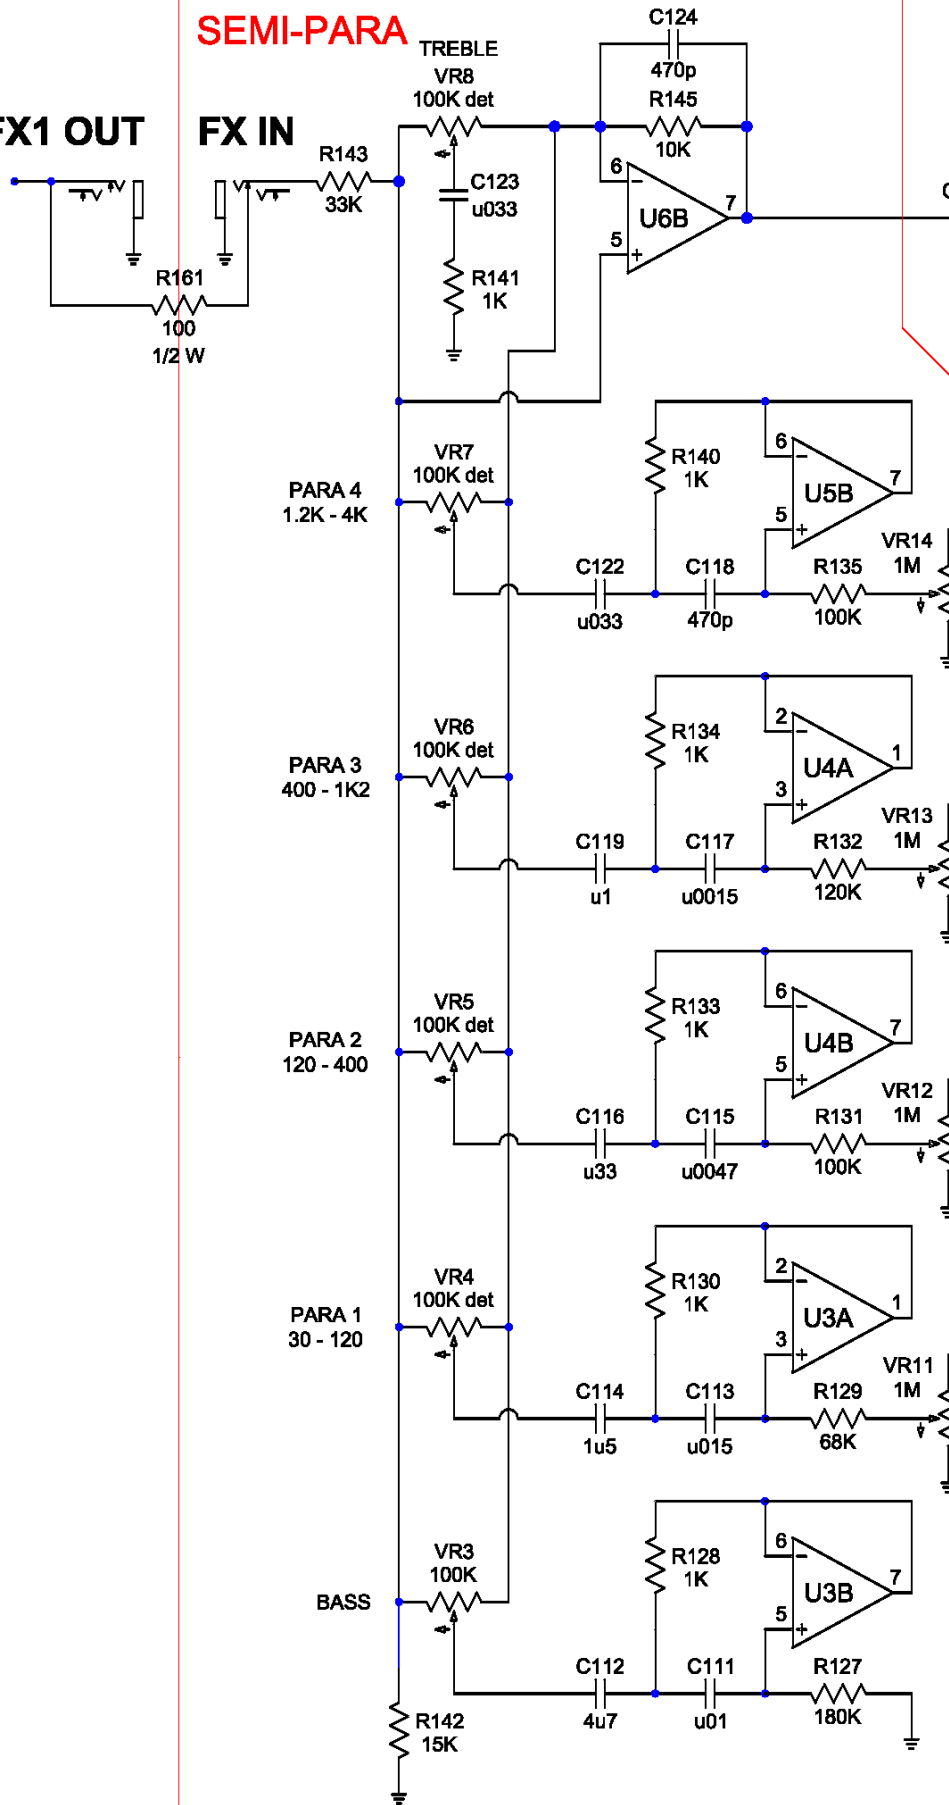 SEMI-PARA
C124
470p
TREBLE
VR8
100K det
R145
10K
FX1 OUT
FX IN
R143
33K
6
U6B
7
5
C123
u033
R141
1K
R161
100
1/2 W
PARA 4
1.2K - 4K
VR7
100K det
R140
1K
6
U5B
7
5
VR14
1M
C122
u033
C118
470p
R135
100K
PARA 3
400 - 1K2
VR6
100K det
R134
1K
2
U4A
1
3
VR13
1M
C119
u1
C117
u0015
R132
120K
PARA 2
120 - 400
VR5
100K det
R133
1K
6
U4B
7
5
VR12
1M
C116
u33
C115
u0047
R131
100K
PARA 1
30 - 120
VR4
100K det
R130
1K
2
U3A
1
3
VR11
1M
C114
1u5
C113
u015
R129
68K
BASS
VR3
100K
R128
1K
6
U3B
7
5
C112
4u7
C111
u01
R127
180K
R142
15K